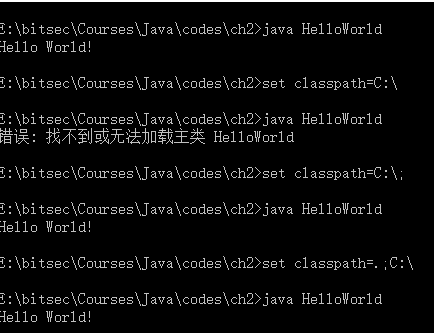 E:\bitsec\Courses\Java\codes\ch2>java HelloWorld
Hello World!
E:\bitsec\Courses\Java\codes\ch2>set classpath=C:\
E:\bitsec\Courses\Java\codes\ch2>java HelloWorld
错误: 找不到或无法加载主类 HelloWorld
E:\bitsec\Courses\Java\codes\ch2>set classpath=C:\;
E:\bitsec\Courses\Java\codes\ch2>java HelloWorld
Hello World!
E:\bitsec\Courses\Java\codes\ch2>set classpath=.;C:\
E:\bitsec\Courses\Java\codes\ch2>java HelloWorld
Hello World!